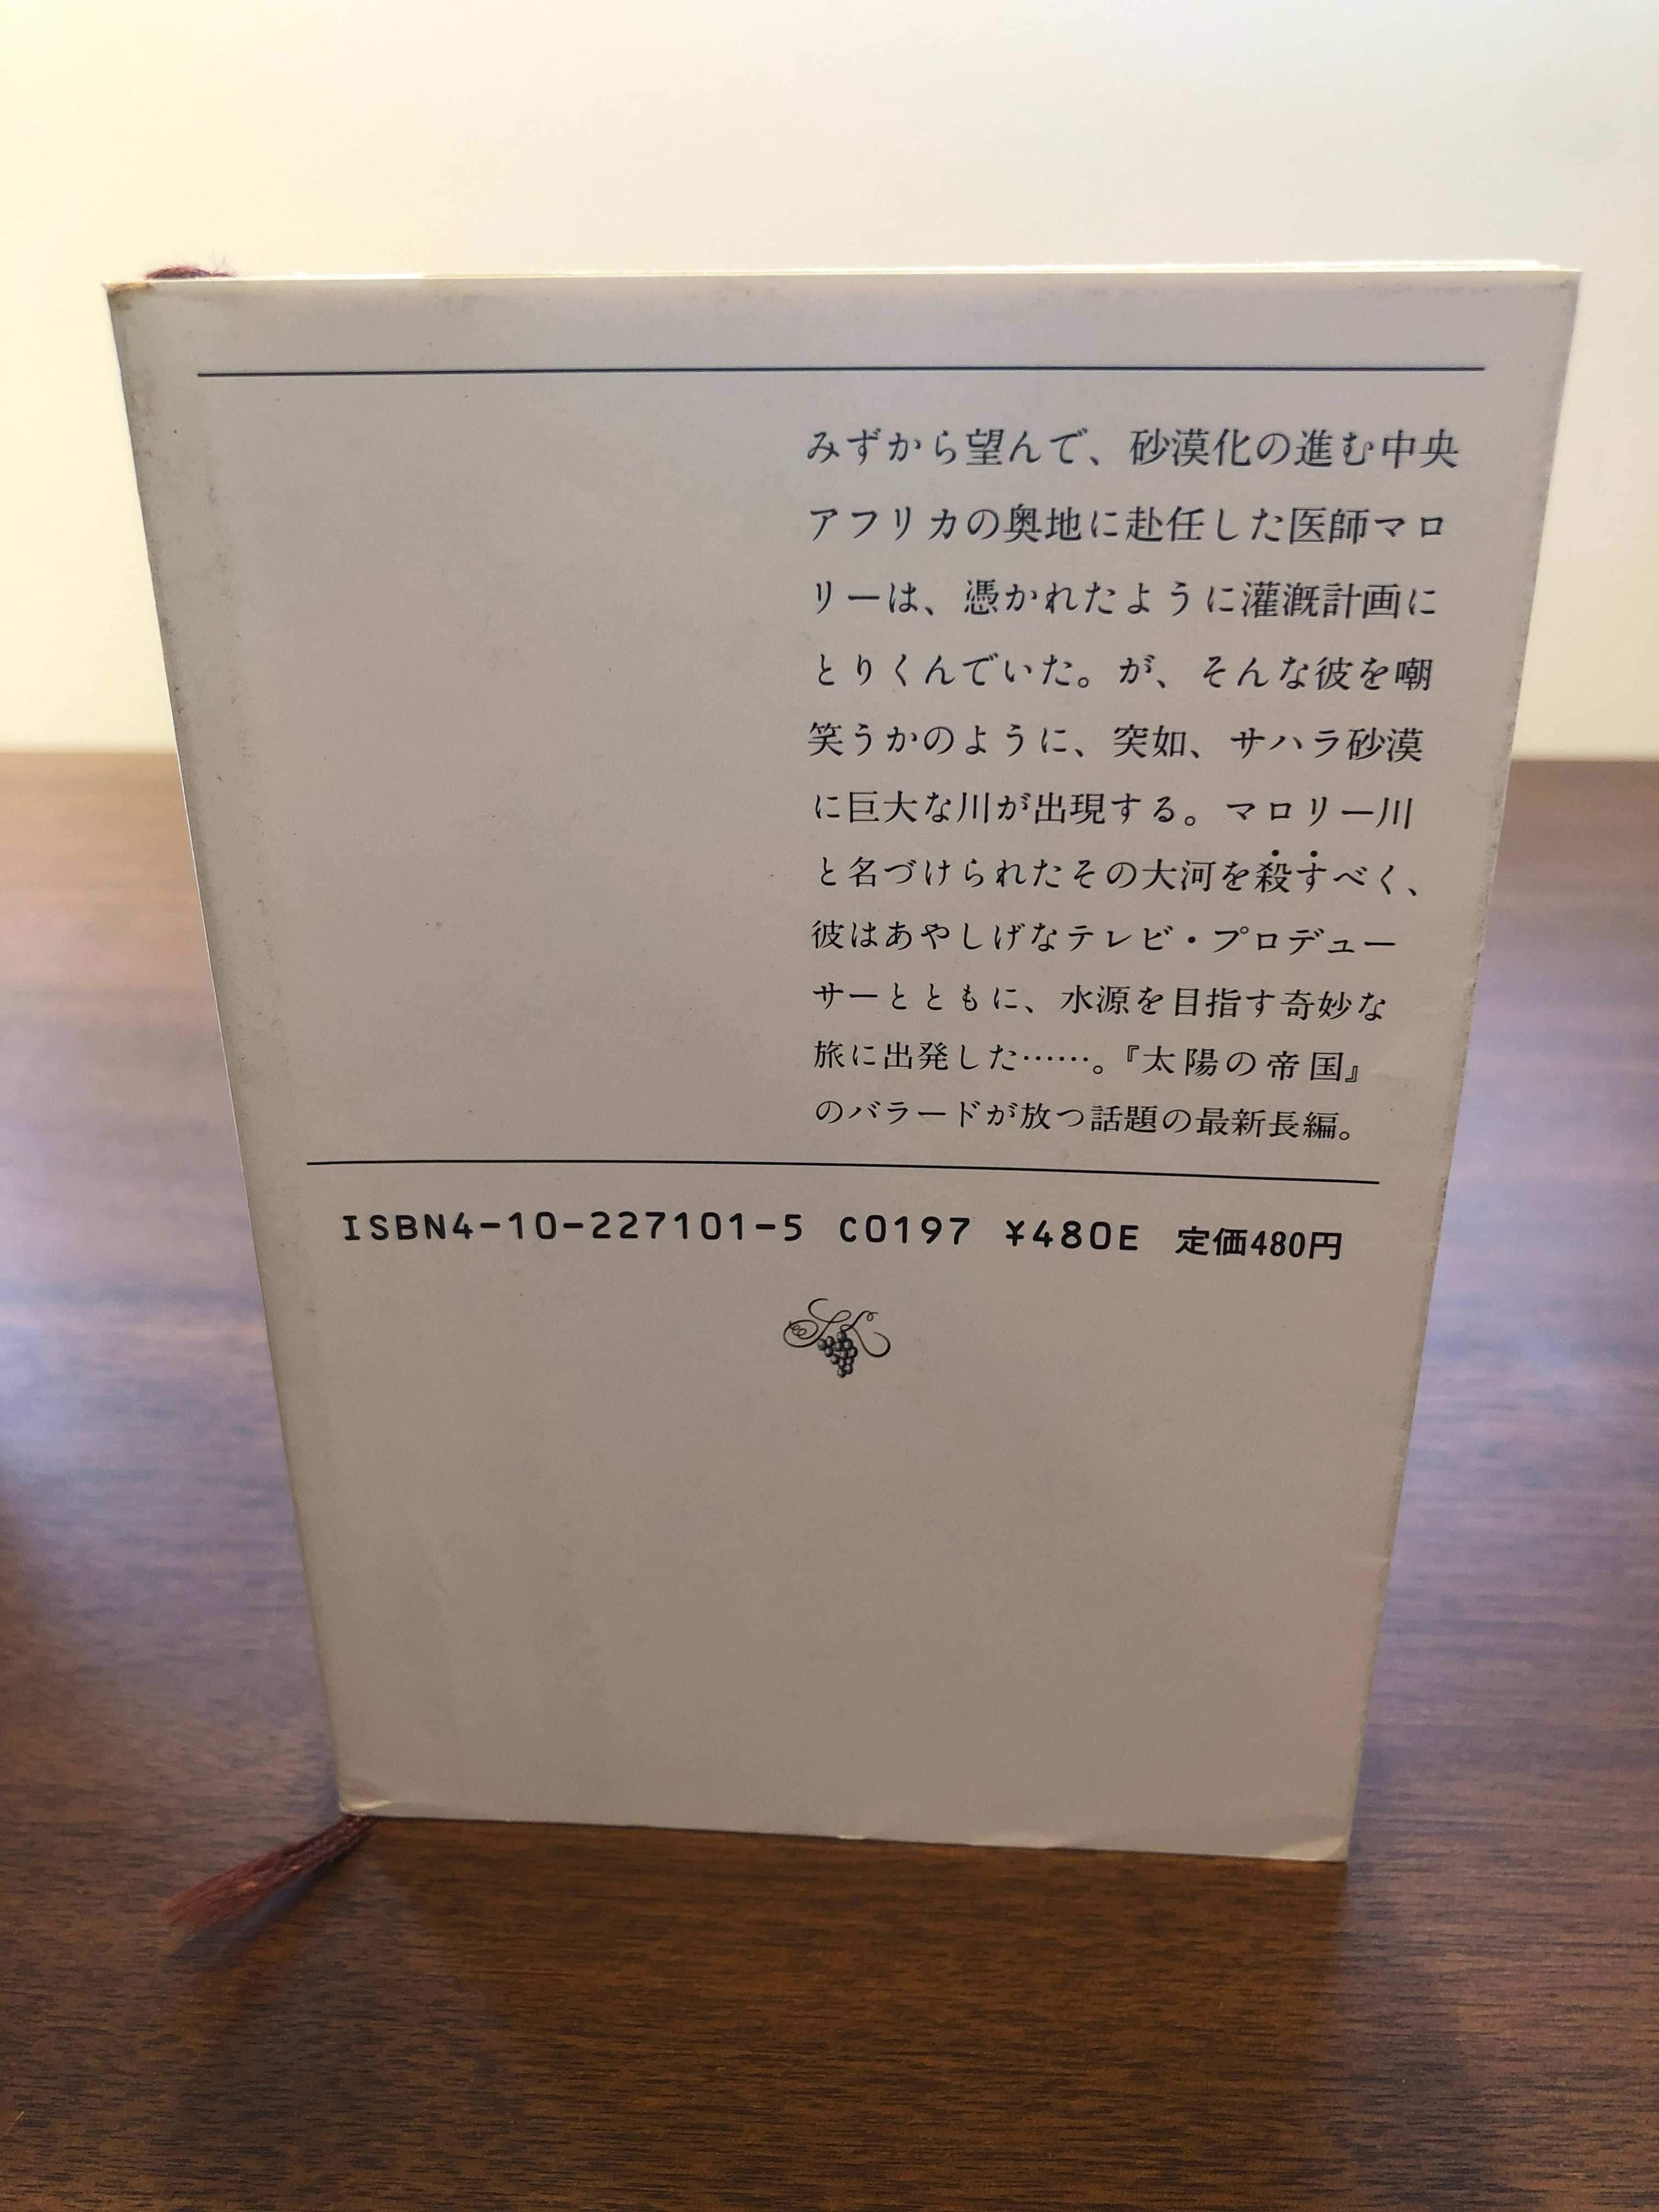 みずから望んで、砂漠化の進む中央
アフリカの奥地に赴任した医師マロ
リーは、憑かれたように灌漑計画に
とりくんでいた。が、そんな彼を嘲
笑うかのように、突如、サハラ砂漠
に巨大な川が出現する。マロリー川
と名づけられたその大河を殺すべく、
彼はあやしげなテレビ・プロデュー
サーとともに、水源を目指す奇妙な
旅に出発した……。『太陽の帝国』
のバラードが放つ話題の最新長編。
ISBN4-10-227101-5 C0197 ¥480E 定価480円
SK